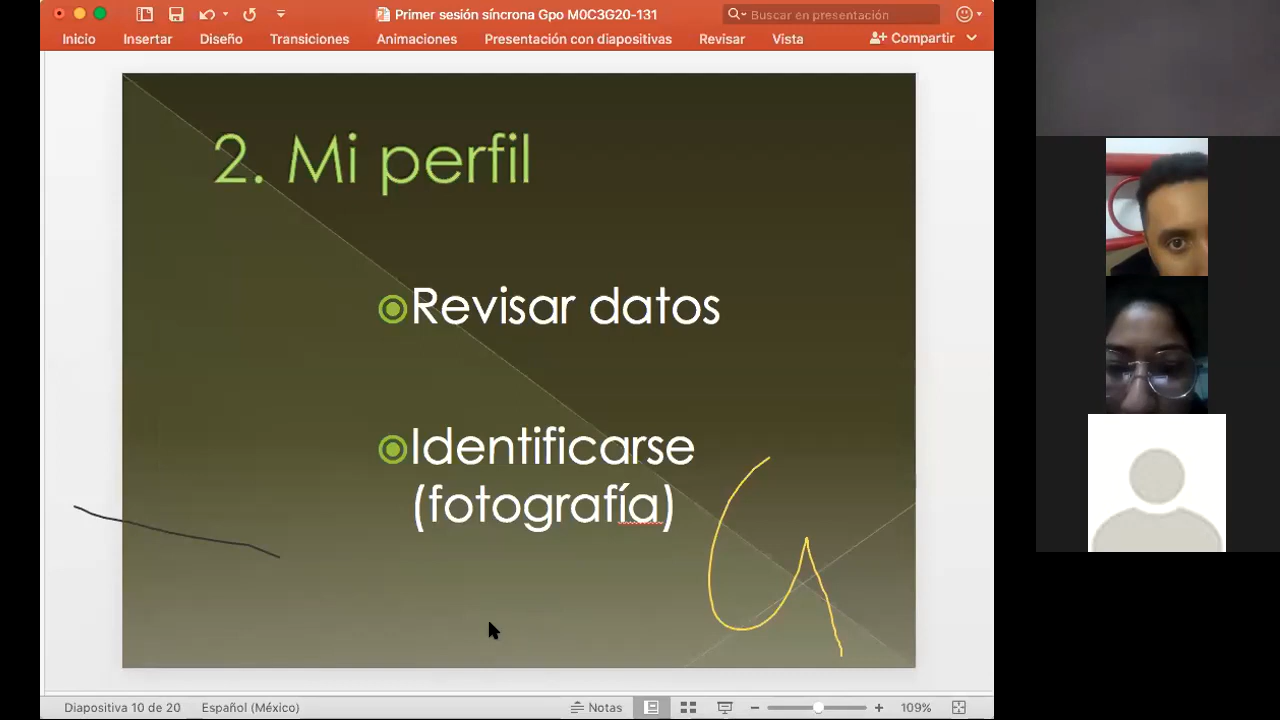 Primer sesión síncrona Gpo M0C3G20-131
Buscar en presentación
Inicio
Insertar
Diseño
Transiciones
Animaciones
Presentación con diapositivas
Revisar
Vista
Compartir
2. Mi perfil
Revisar datos
Identificarse
(fotografía)
Diapositiva 10 de 20
Español (México)
Notas
109%